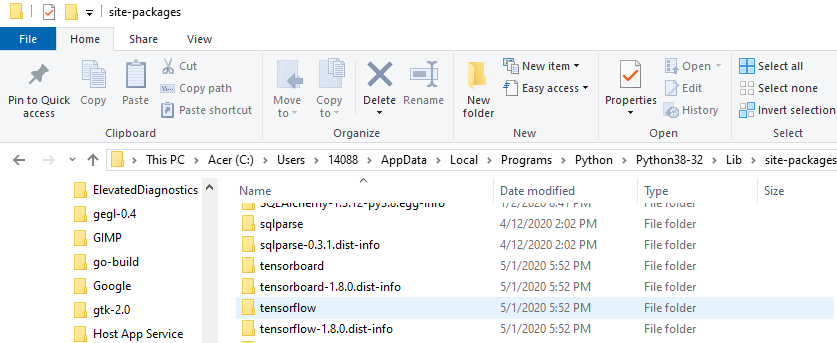 site-packages
File Home Share View
Pin to Quick access
Copy
Paste
Cut
Copy path
Paste shortcut
Clipboard
Move to
Copy to
Delete
Rename
Organize
New folder
New item
Easy access
New
Properties
Open
Edit
History
Open
Select all
Select none
Invert selection
Select
This PC > Acer (C:) > Users > 14088 > AppData > Local > Programs > Python > Python38-32 > Lib > site-packages
ElevatedDiagnostics
gegl-0.4
GIMP
go-build
Google
gtk-2.0
Host App Service
Name Date modified Type Size
SQLAlchemy-1.3.12-py3.8.egg-info 1/2/2020 8:41 PM File folder
sqlparse 4/12/2020 2:02 PM File folder
sqlparse-0.3.1.dist-info 4/12/2020 2:02 PM File folder
tensorboard 5/1/2020 5:52 PM File folder
tensorboard-1.8.0.dist-info 5/1/2020 5:52 PM File folder
tensorflow 5/1/2020 5:52 PM File folder
tensorflow-1.8.0.dist-info 5/1/2020 5:52 PM File folder